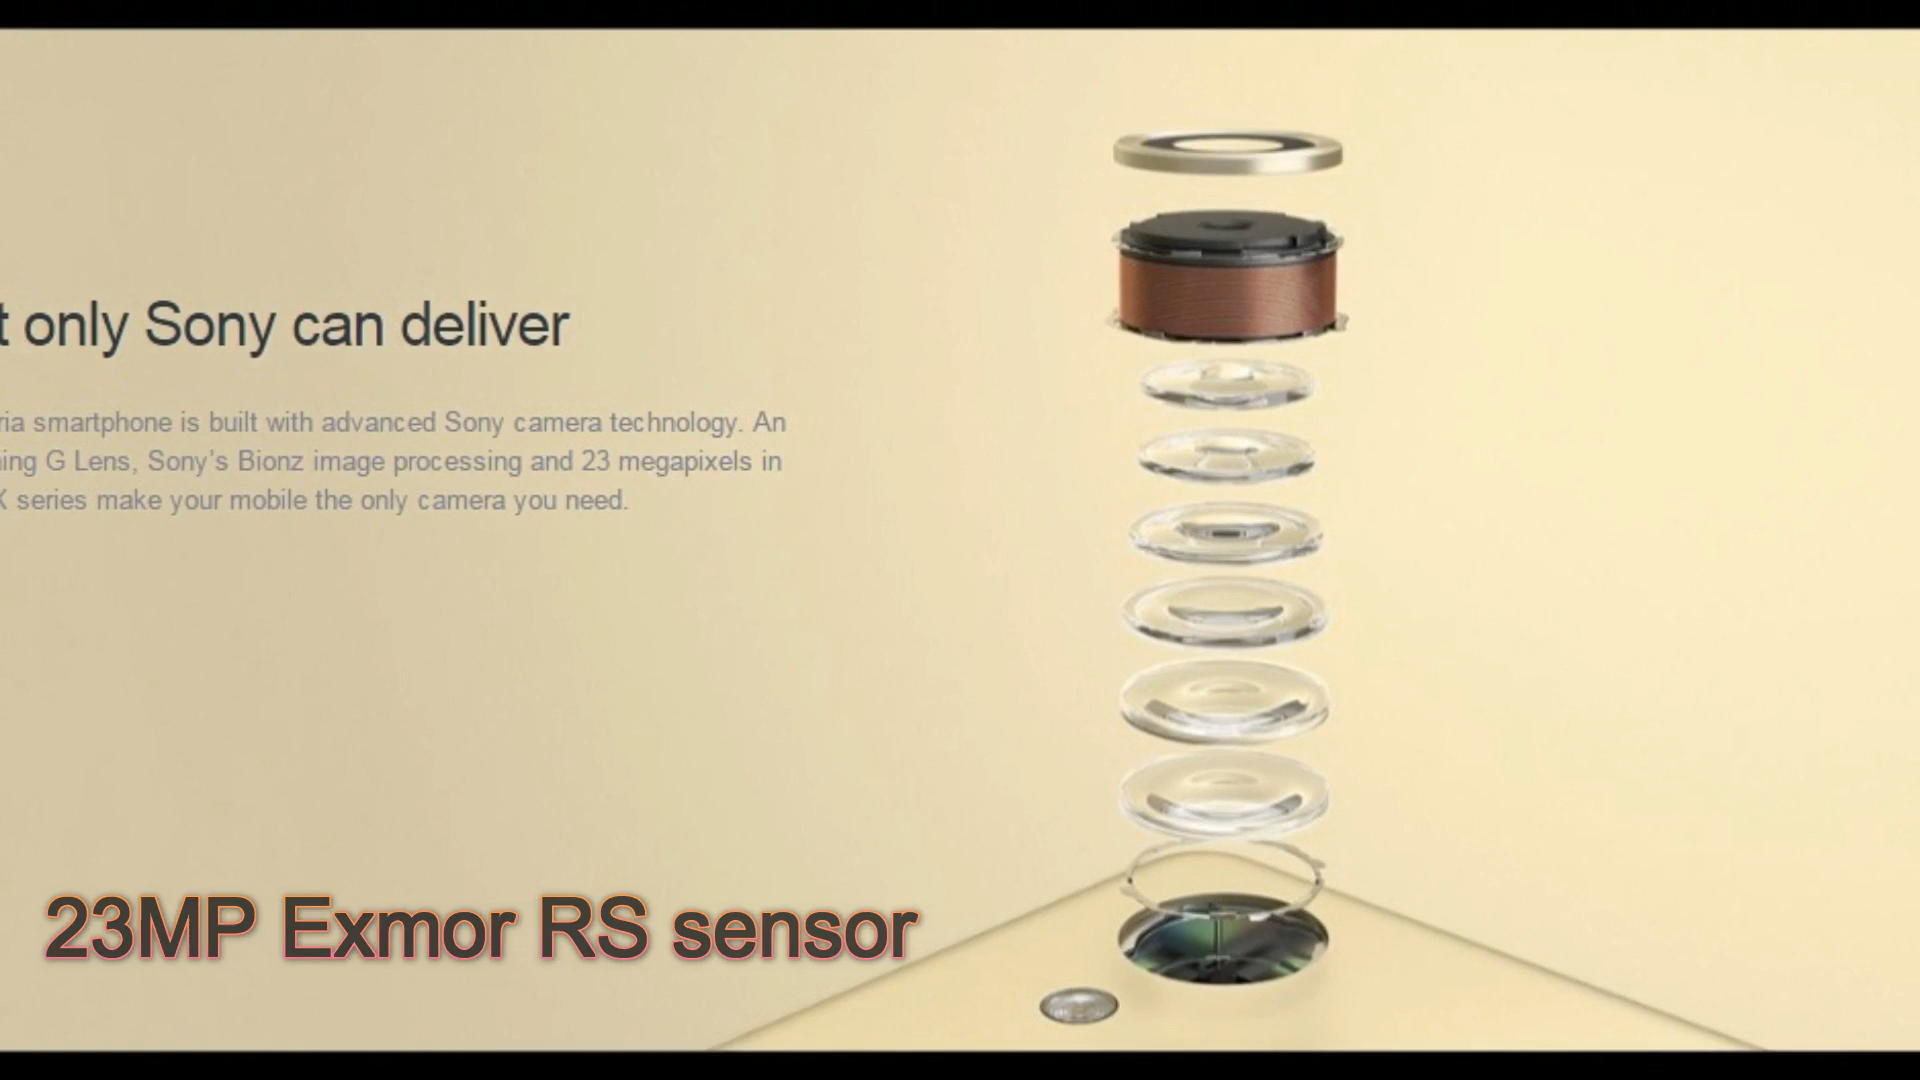 t only Sony can deliver
ria smartphone is built with advanced Sony camera technology. An
ing G Lens, Sony's Bionz image processing and 23 megapixels in
X series make your mobile the only camera you need.
23MP Exmor RS sensor